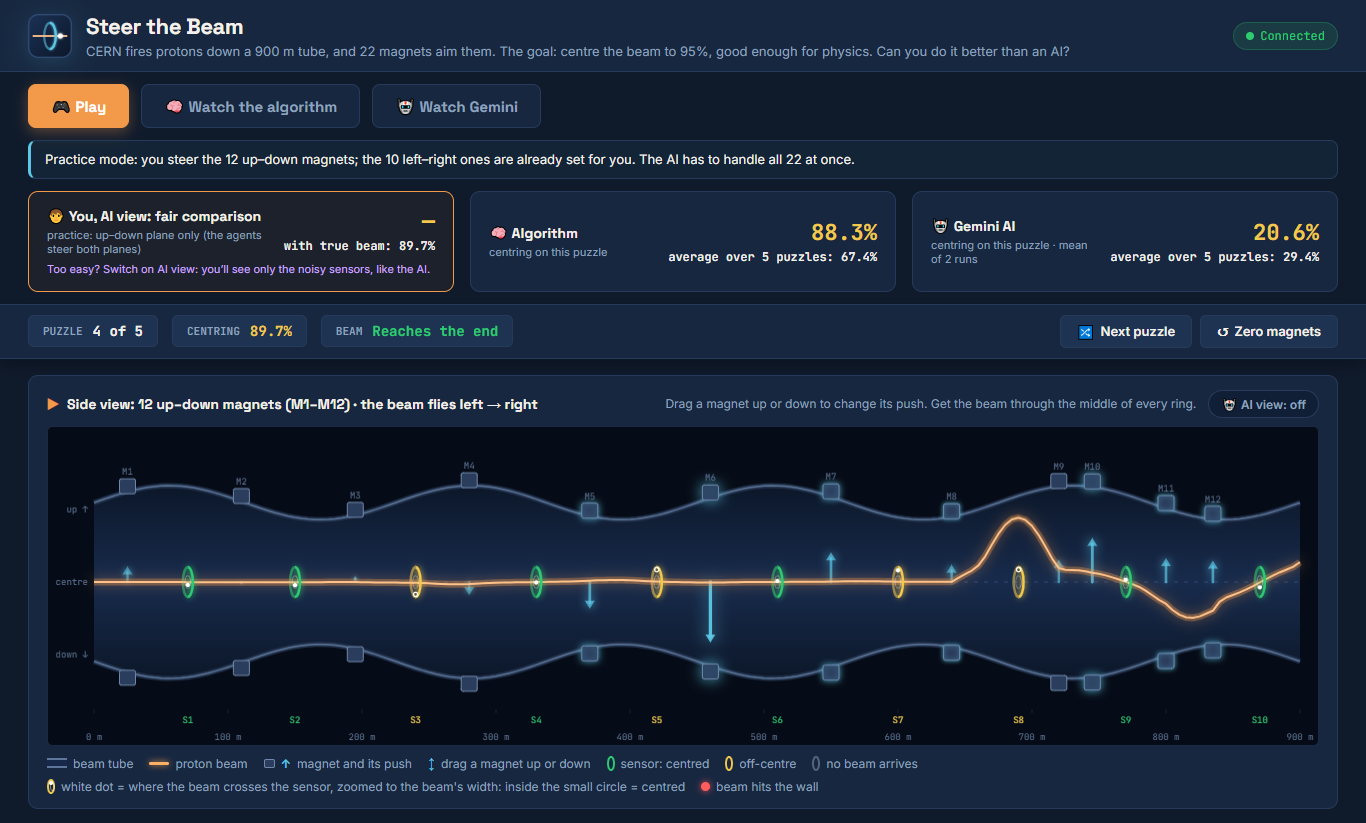 Steer the Beam
CERN fires protons down a 900 m tube, and 22 magnets aim them. The goal: centre the beam to 95%, good enough for physics. Can you do it better than an AI?
Connected
Play
Watch the algorithm
Watch Gemini
Practice mode: you steer the 12 up–down magnets; the 10 left–right ones are already set for you. The AI has to handle all 22 at once.
You, AI view: fair comparison
practice: up–down plane only (the agents
steer both planes)
–
with true beam: 89.7%
Too easy? Switch on AI view: you'll see only the noisy sensors, like the AI.
Algorithm
centring on this puzzle
88.3%
average over 5 puzzles: 67.4%
Gemini AI
centring on this puzzle · mean
of 2 runs
20.6%
average over 5 puzzles: 29.4%
PUZZLE 4 of 5
CENTRING 89.7%
BEAM Reaches the end
Next puzzle
↺ Zero magnets
Side view: 12 up–down magnets (M1–M12) · the beam flies left → right
Drag a magnet up or down to change its push. Get the beam through the middle of every ring.
AI view: off
M1
M2
M3
M4
M5
M6
M7
M8
M9
M10
M11
M12
up ↑
centre
down ↓
S1
S2
S3
S4
S5
S6
S7
S8
S9
S10
0 m
100 m
200 m
300 m
400 m
500 m
600 m
700 m
800 m
900 m
beam tube
proton beam
magnet and its push
drag a magnet up or down
sensor: centred
off-centre
no beam arrives
white dot = where the beam crosses the sensor, zoomed to the beam's width: inside the small circle = centred
beam hits the wall